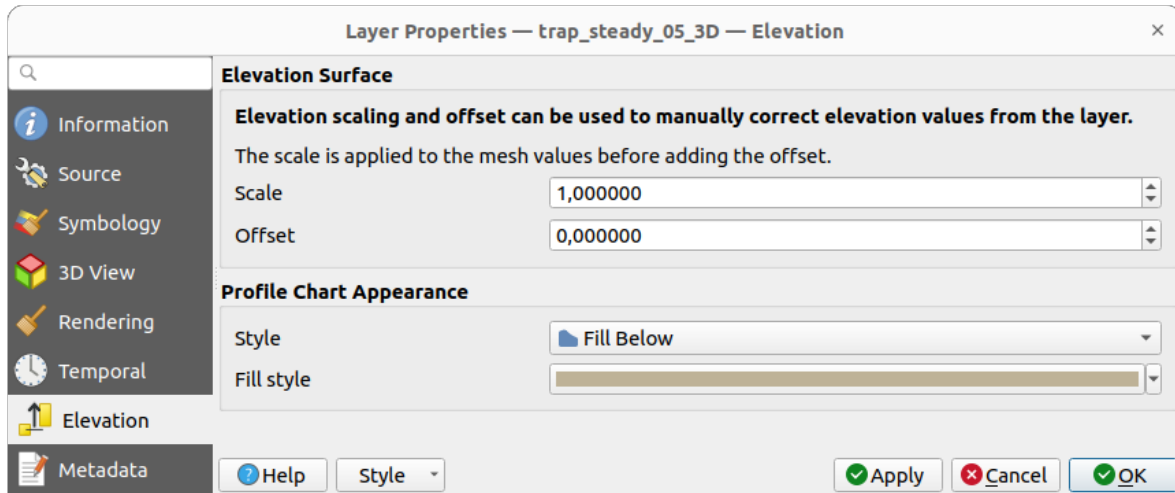 Layer Properties — trap_steady_05_3D — Elevation
Information
Source
Symbology
3D View
Rendering
Temporal
Elevation
Metadata
Elevation Surface
Elevation scaling and offset can be used to manually correct elevation values from the layer.
The scale is applied to the mesh values before adding the offset.
Scale 1,000000
Offset 0,000000
Profile Chart Appearance
Style Fill Below
Fill style
Help Style Apply Cancel OK